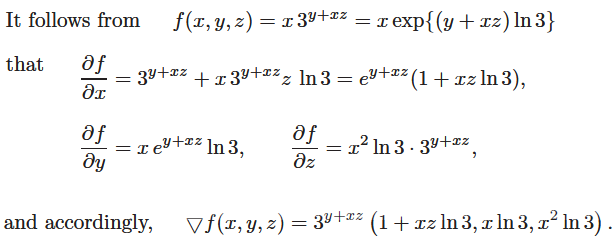 It follows from f(x, y, z) = x 3^{y+xz} = x exp{(y + xz) ln 3}
that ∂f/∂x = 3^{y+xz} + x 3^{y+xz} z ln 3 = e^{y+xz} (1 + xz ln 3),
∂f/∂y = x e^{y+xz} ln 3, ∂f/∂z = x² ln 3 · 3^{y+xz},
and accordingly, ▽f(x, y, z) = 3^{y+xz} (1 + xz ln 3, x ln 3, x² ln 3).